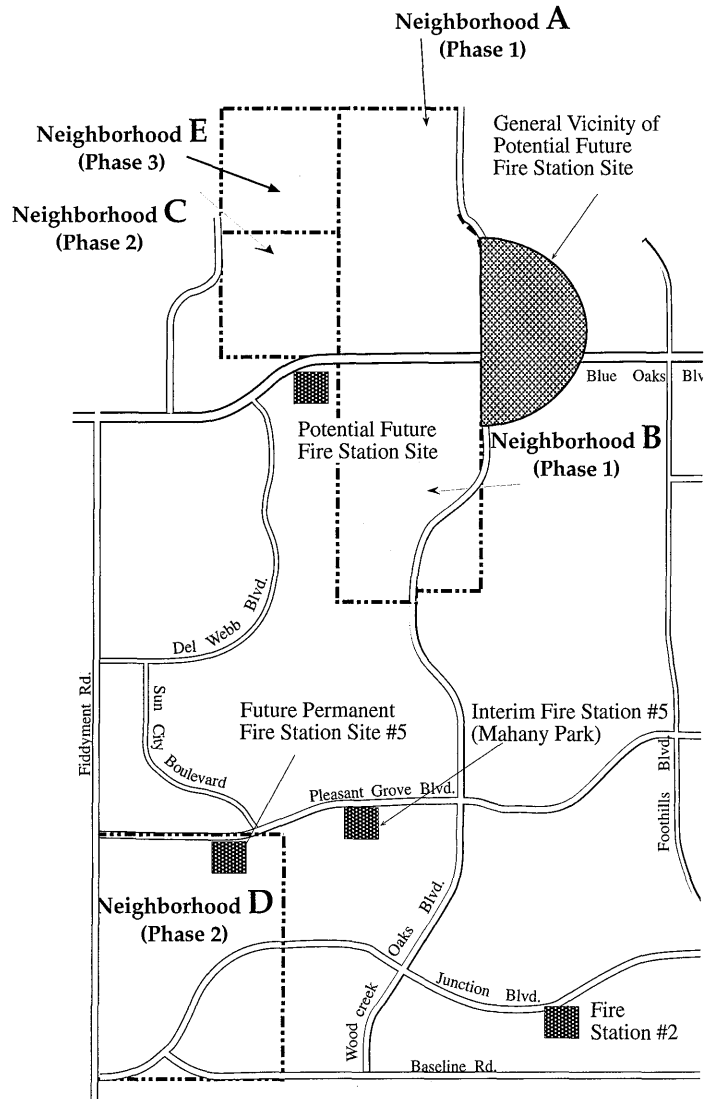 Neighborhood A
(Phase 1)
General Vicinity of
Potential Future
Fire Station Site
Neighborhood E
(Phase 3)
Neighborhood C
(Phase 2)
Blue Oaks Blv
Potential Future
Fire Station Site
Neighborhood B
(Phase 1)
Del Webb Blvd.
Fiddyment Rd.
Sun City Boulevard
Future Permanent
Fire Station Site #5
Interim Fire Station #5
(Mahany Park)
Pleasant Grove Blvd.
Foothills Blvd.
Neighborhood D
(Phase 2)
Wood creek Oaks Blvd.
Junction Blvd.
Fire
Station #2
Baseline Rd.